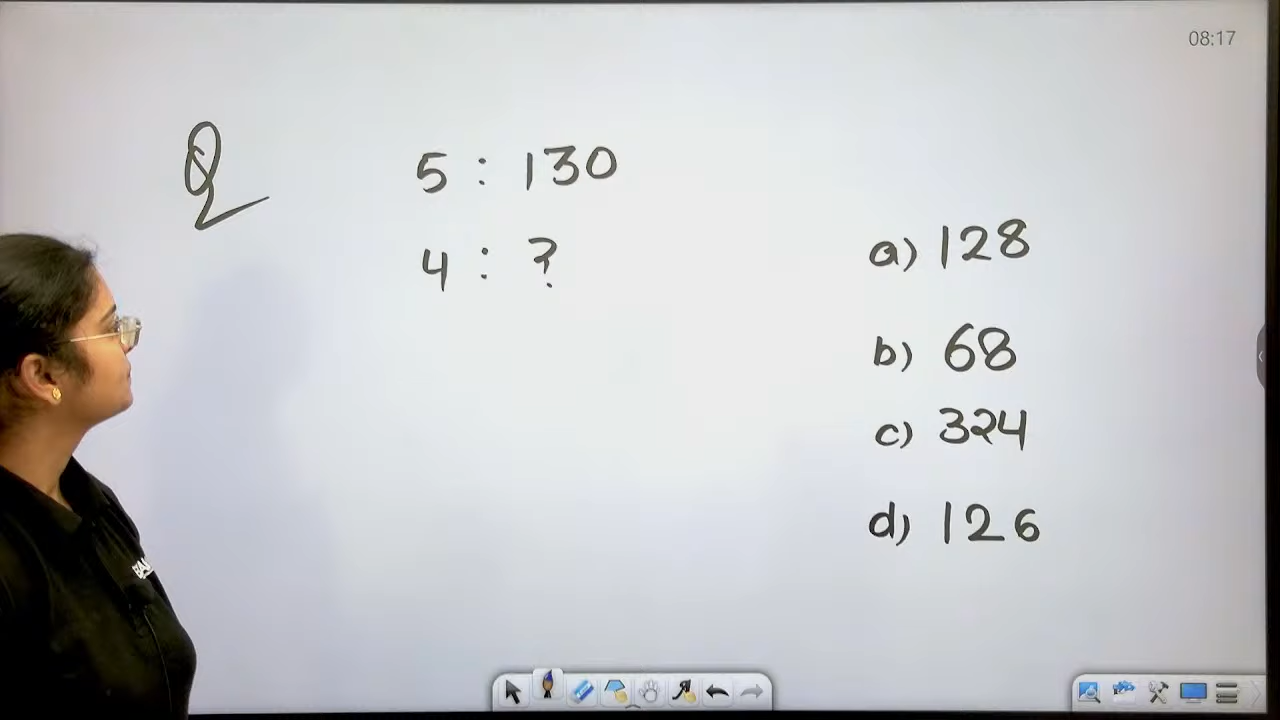 08:17
Q
5 : 130
4 : ?
a) 128
b) 68
c) 324
d) 126